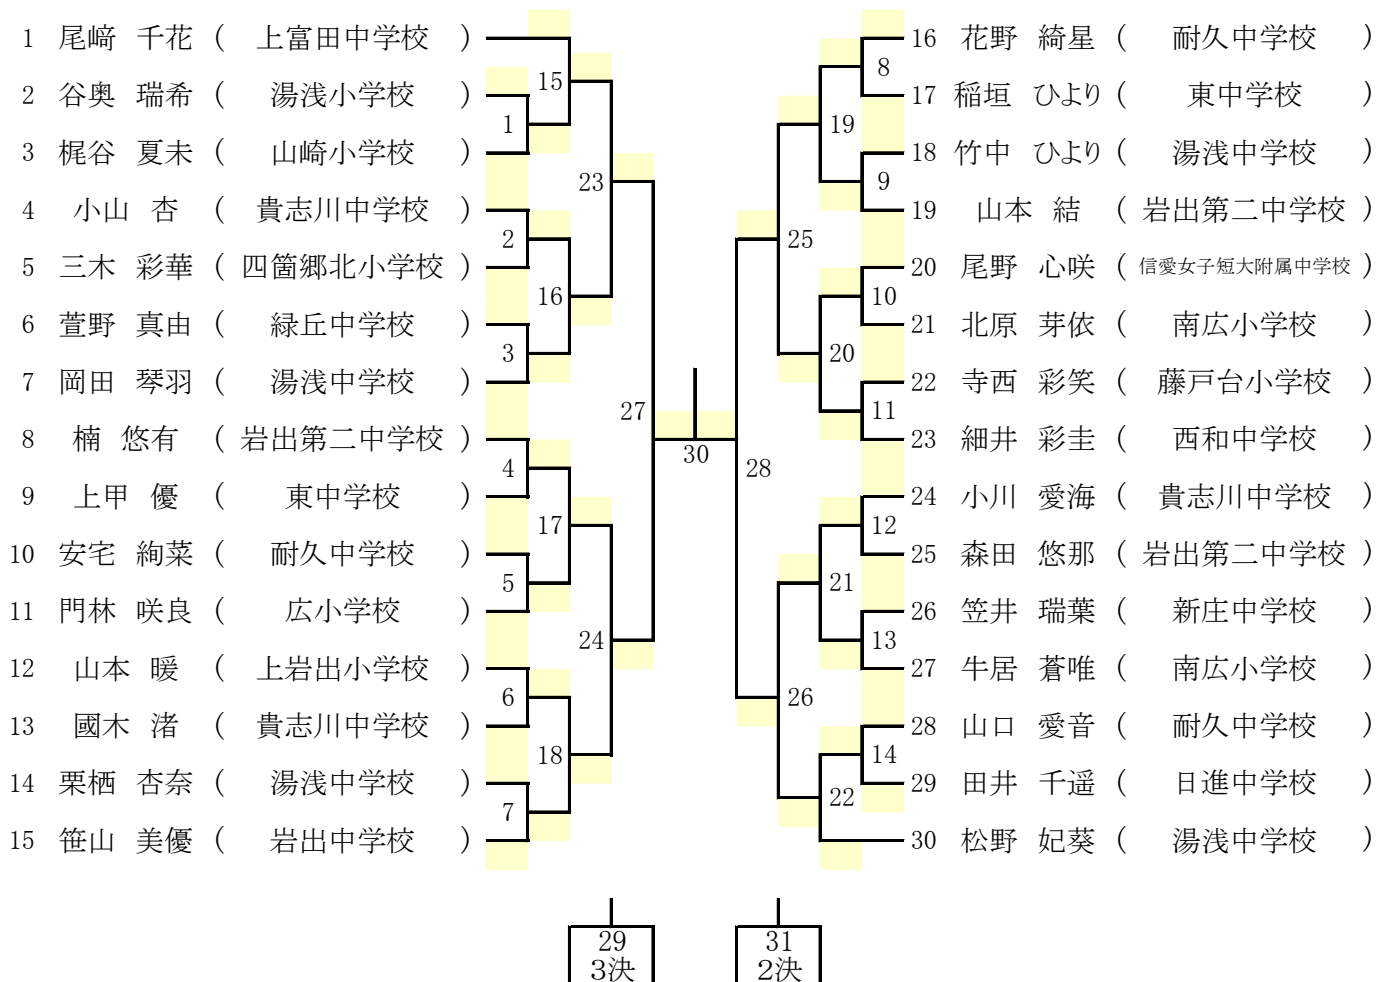 1 尾﨑 千花 ( 上富田中学校 )
2 谷奥 瑞希 ( 湯浅小学校 )
3 梶谷 夏未 ( 山崎小学校 )
4 小山 杏 ( 貴志川中学校 )
5 三木 彩華 ( 四箇郷北小学校 )
6 萱野 真由 ( 緑丘中学校 )
7 岡田 琴羽 ( 湯浅中学校 )
8 楠 悠有 ( 岩出第二中学校 )
9 上甲 優 ( 東中学校 )
10 安宅 絢菜 ( 耐久中学校 )
11 門林 咲良 ( 広小学校 )
12 山本 暖 ( 上岩出小学校 )
13 國木 渚 ( 貴志川中学校 )
14 栗栖 杏奈 ( 湯浅中学校 )
15 笹山 美優 ( 岩出中学校 )
1
2
3
4
5
6
7
15
16
17
18
23
24
27
30
28
25
26
19
20
21
22
8
9
10
11
12
13
14
16 花野 綺星 ( 耐久中学校 )
17 稲垣 ひより ( 東中学校 )
18 竹中 ひより ( 湯浅中学校 )
19 山本 結 ( 岩出第二中学校 )
20 尾野 心咲 ( 信愛女子短大附属中学校 )
21 北原 芽依 ( 南広小学校 )
22 寺西 彩笑 ( 藤戸台小学校 )
23 細井 彩圭 ( 西和中学校 )
24 小川 愛海 ( 貴志川中学校 )
25 森田 悠那 ( 岩出第二中学校 )
26 笠井 瑞葉 ( 新庄中学校 )
27 牛居 蒼唯 ( 南広小学校 )
28 山口 愛音 ( 耐久中学校 )
29 田井 千遥 ( 日進中学校 )
30 松野 妃葵 ( 湯浅中学校 )
29
3決
31
2決